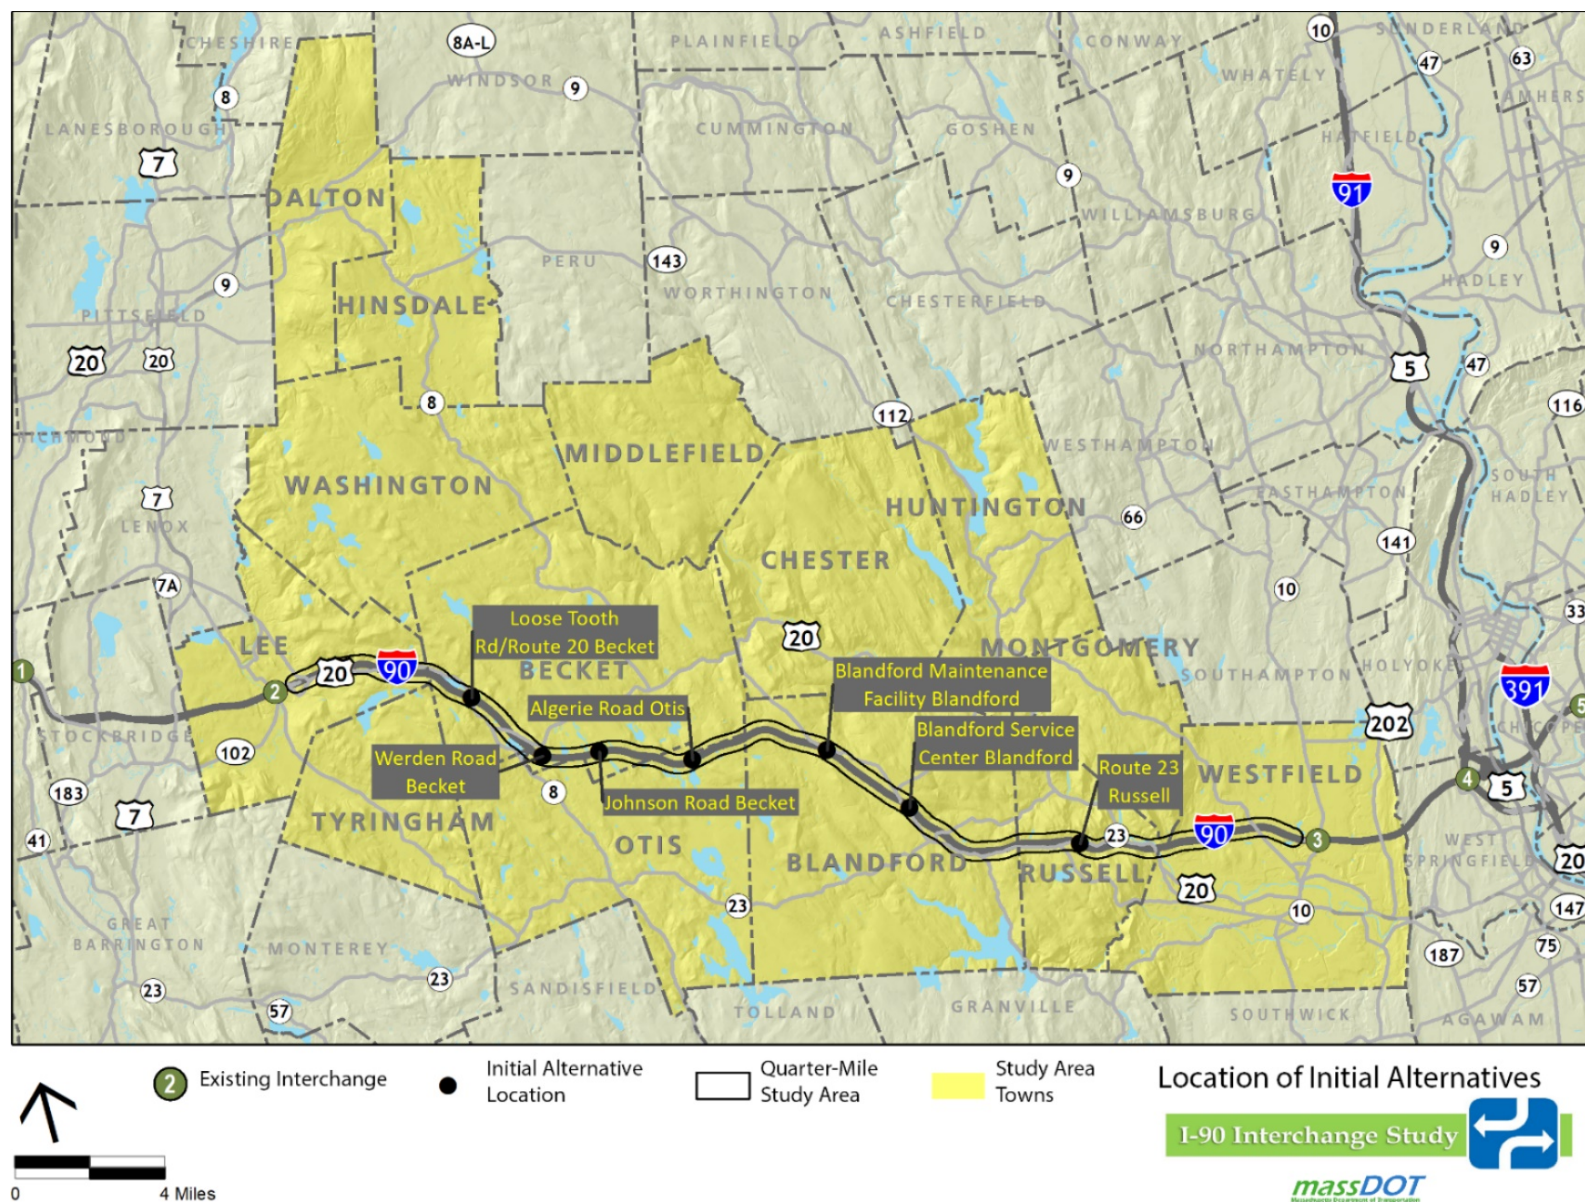 CHESHIRE
8A-L
PLAINFIELD
ASHFIELD
CONWAY
10
SUNDERLAND
47
63
WINDSOR
9
WHATELY
8
AMHERS
LANESBOROUGH
CUMMINGTON
GOSHEN
HATFIELD
7
9
91
DALTON
WILLIAMSBURG
9
143
PERU
9
HINSDALE
WORTHINGTON
CHESTERFIELD
HADLEY
PITTSFIELD
20
20
NORTHAMPTON
5
47
8
112
116
RICHMOND
MIDDLEFIELD
WESTHAMPTON
WASHINGTON
7
HUNTINGTON
EASTHAMPTON
SOUTH
HADLEY
LENOX
66
141
CHESTER
7A
10
33
Loose Tooth
Rd/Route 20 Becket
20
LEE
MONTGOMERY
HOLYOKE
1
20
90
BECKET
Blandford Maintenance
Facility Blandford
SOUTHAMPTON
391
2
5
Algerie Road Otis
202
STOCKBRIDGE
Blandford Service
Center Blandford
CHICOPE
102
Werden Road
Becket
Route 23
Russell
WESTFIELD
4
5
183
8
Johnson Road Becket
7
TYRINGHAM
41
OTIS
23
90
3
WEST
SPRINGFIELD
20
BLANDFORD
RUSSELL
20
23
10
147
GREAT
BARRINGTON
MONTEREY
187
75
23
23
SANDISFIELD
57
57
TOLLAND
GRANVILLE
SOUTHWICK
AGAWAM
2 Existing Interchange
Initial Alternative
Location
Quarter-Mile
Study Area
Study Area
Towns
Location of Initial Alternatives
I-90 Interchange Study
0
4 Miles
massDOT
Massachusetts Department of Transportation